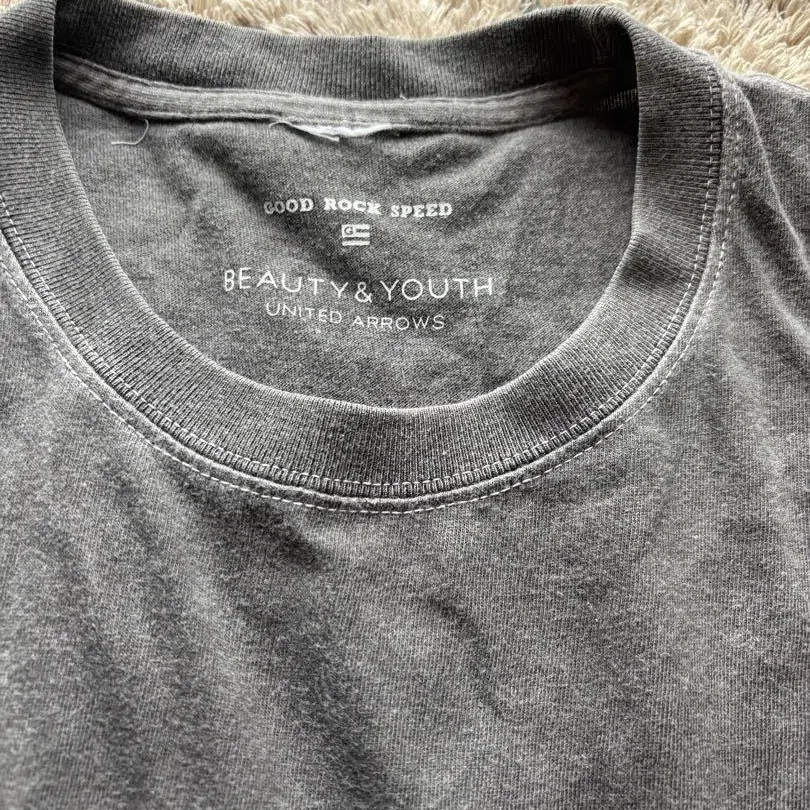 GOOD ROCK SPEED
G
BEAUTY & YOUTH
UNITED ARROWS